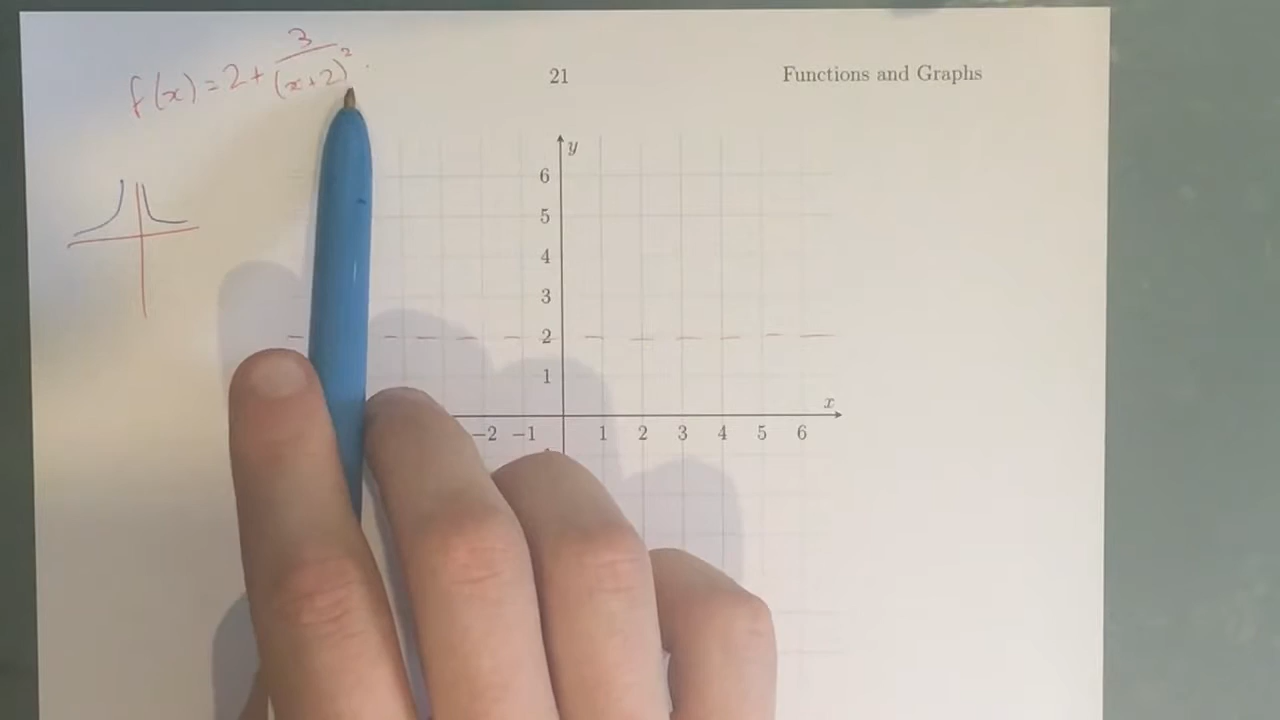 f(x) = 2 + 3/(x+2)²
21 Functions and Graphs
y
6
5
4
3
2
1
x
−2 −1 1 2 3 4 5 6